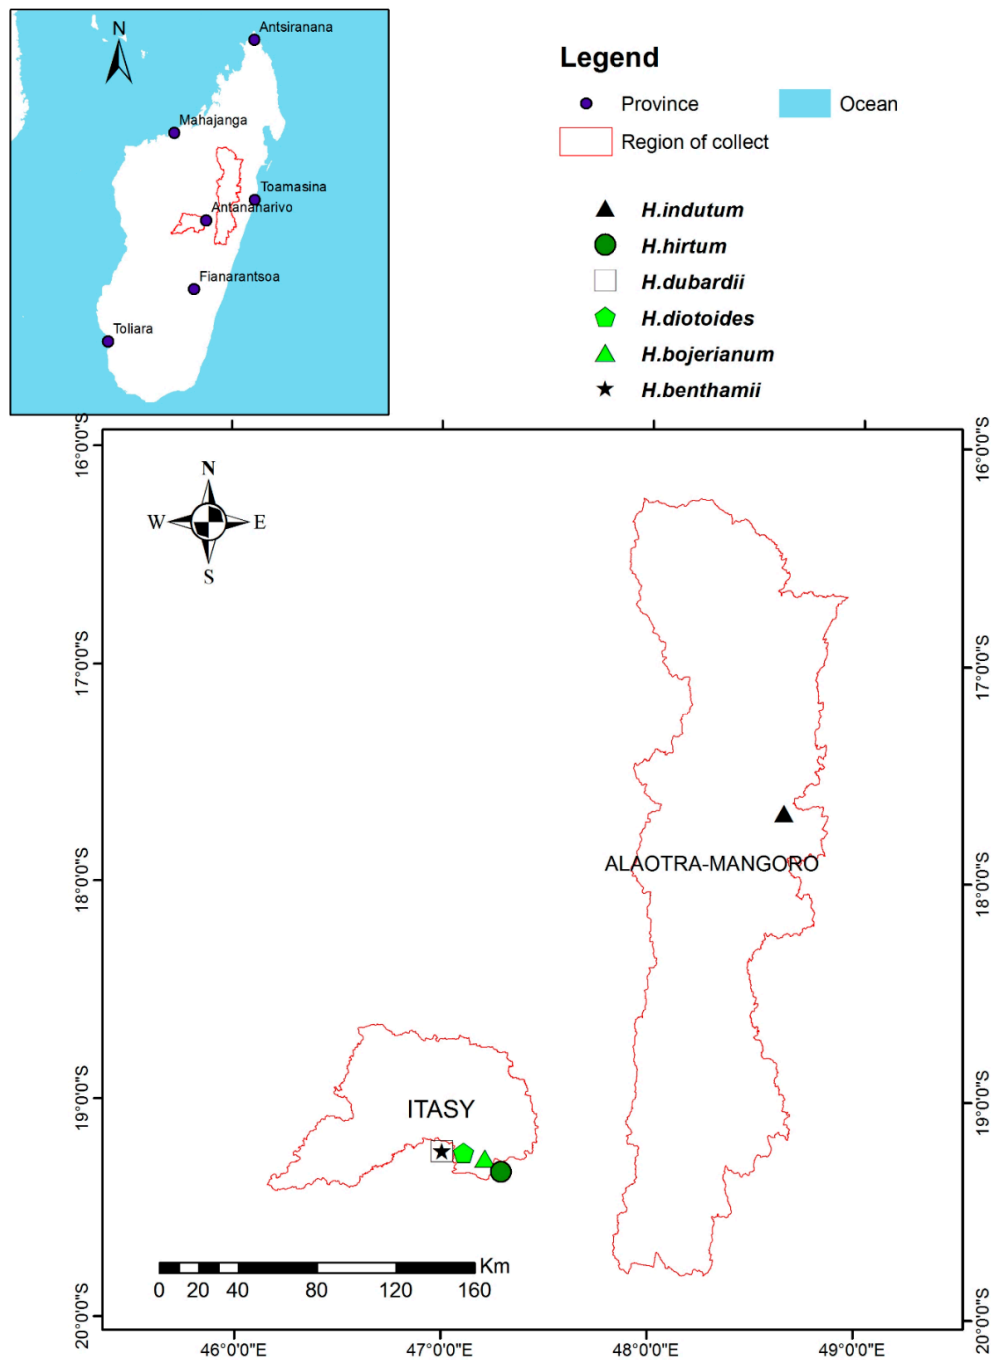 N
Antsiranana
Mahajanga
Toamasina
Antananarivo
Fianarantsoa
Toliara
Legend
Province
Ocean
Region of collect
H.indutum
H.hirtum
H.dubardii
H.diotoides
H.bojerianum
H.benthamii
16°0'0"S
16°0'0"S
N
W
E
S
17°0'0"S
17°0'0"S
ALAOTRA-MANGORO
18°0'0"S
18°0'0"S
ITASY
19°0'0"S
19°0'0"S
Km
0 20 40 80 120 160
20°0'0"S
20°0'0"S
46°0'0"E 47°0'0"E 48°0'0"E 49°0'0"E